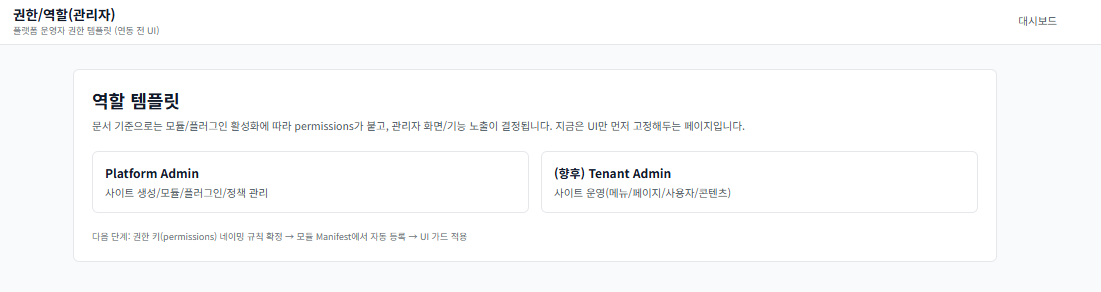 권한/역할(관리자)
플랫폼 운영자 권한 템플릿 (연동 전 UI)
대시보드
역할 템플릿
문서 기준으로는 모듈/플러그인 활성화에 따라 permissions가 붙고, 관리자 화면/기능 노출이 결정됩니다. 지금은 UI만 먼저 고정해두는 페이지입니다.
Platform Admin
사이트 생성/모듈/플러그인/정책 관리
(향후) Tenant Admin
사이트 운영(메뉴/페이지/사용자/콘텐츠)
다음 단계: 권한 키(permissions) 네이밍 규칙 확정 → 모듈 Manifest에서 자동 등록 → UI 가드 적용